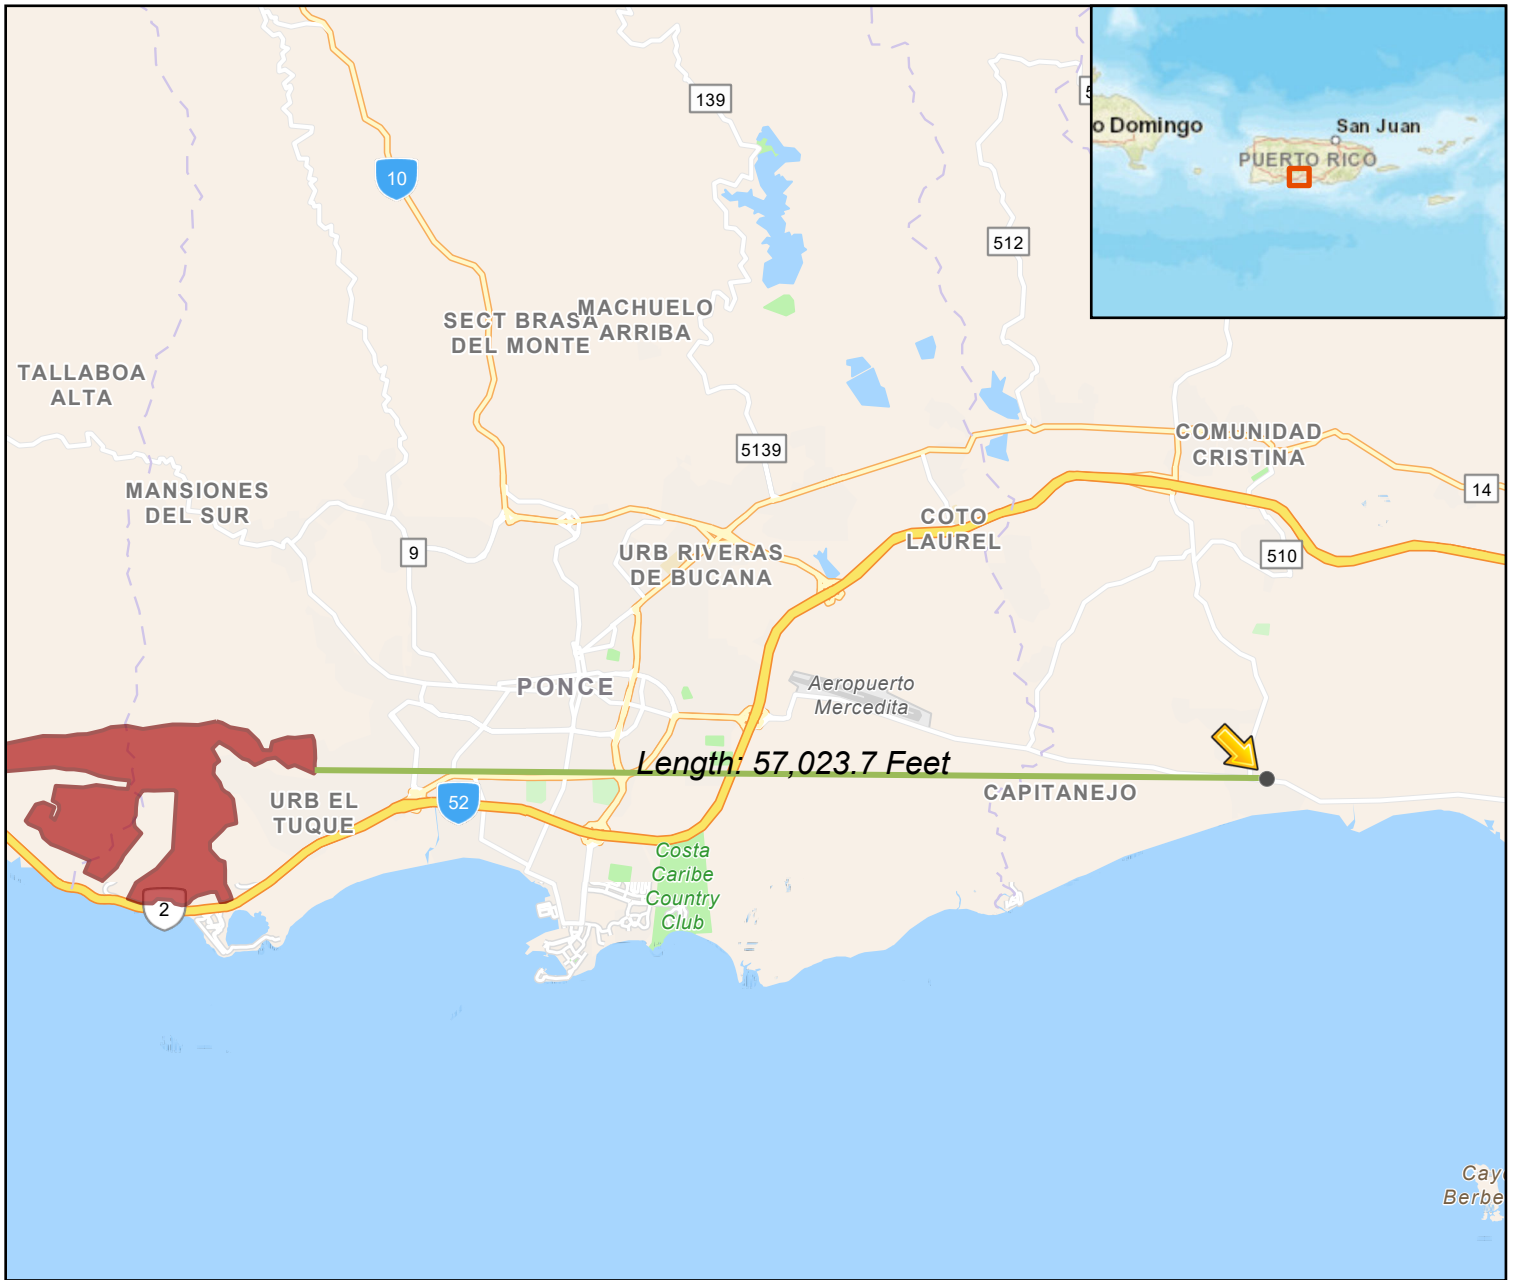 139
o Domingo
San Juan
PUERTO RICO
10
512
SECT BRASA
DEL MONTE
MACHUELO
ARRIBA
TALLABOA
ALTA
5139
COMUNIDAD
CRISTINA
14
MANSIONES
DEL SUR
9
URB RIVERAS
DE BUCANA
COTO
LAUREL
510
PONCE
Aeropuerto
Mercedita
Length: 57,023.7 Feet
URB EL
TUQUE
52
CAPITANEJO
Costa
Caribe
Country
Club
2
Cay
Berbe